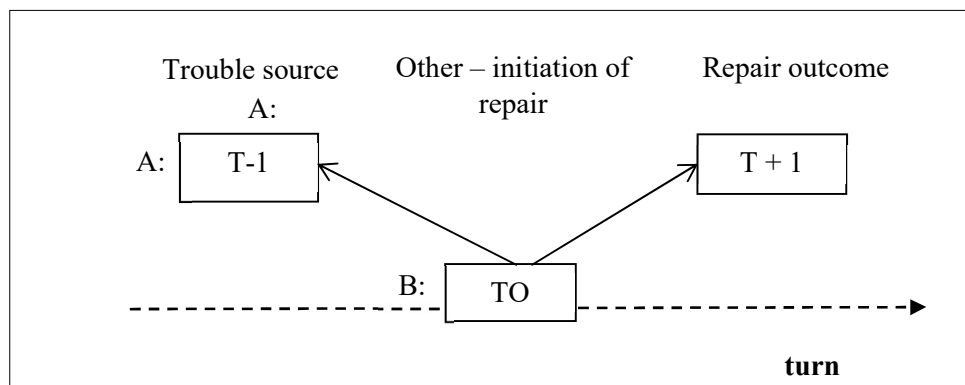 Trouble source
Other – initiation of
repair
Repair outcome
A:
A:
T-1
T + 1
B:
TO
turn